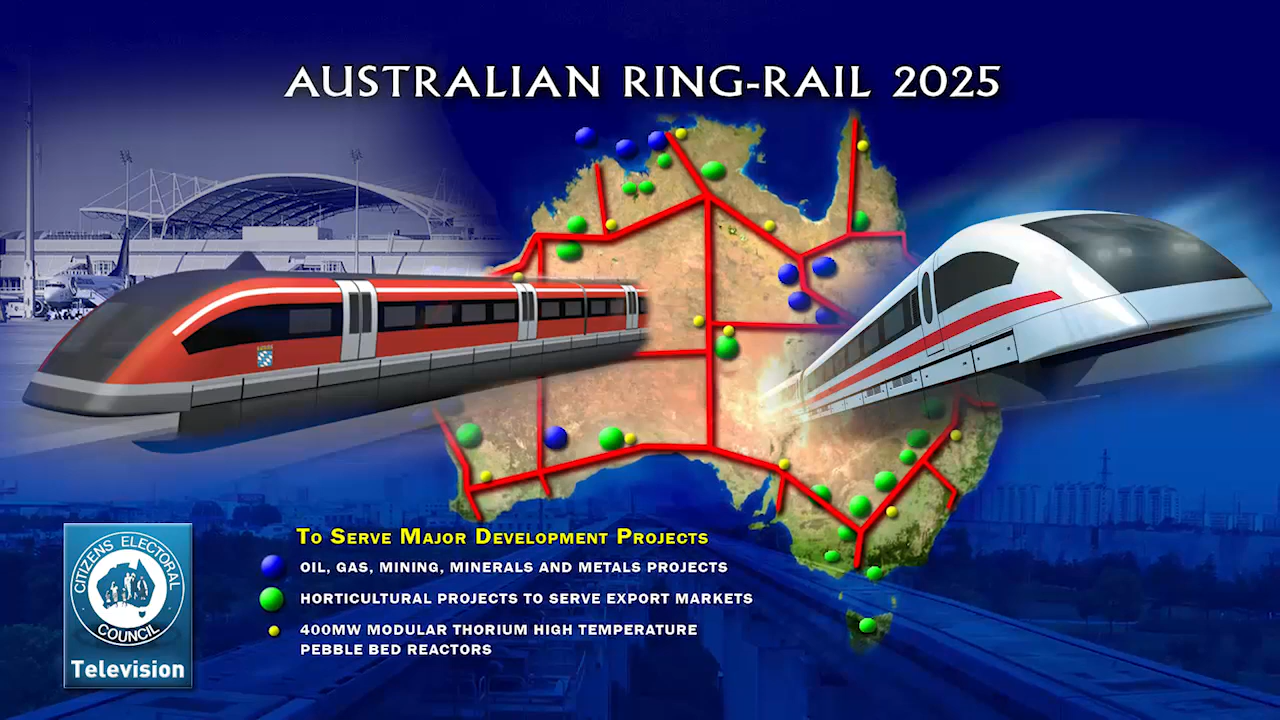 AUSTRALIAN RING-RAIL 2025
To Serve Major Development Projects
OIL, GAS, MINING, MINERALS AND METALS PROJECTS
HORTICULTURAL PROJECTS TO SERVE EXPORT MARKETS
400MW MODULAR THORIUM HIGH TEMPERATURE
PEBBLE BED REACTORS
CITIZENS ELECTORAL
COUNCIL
Television